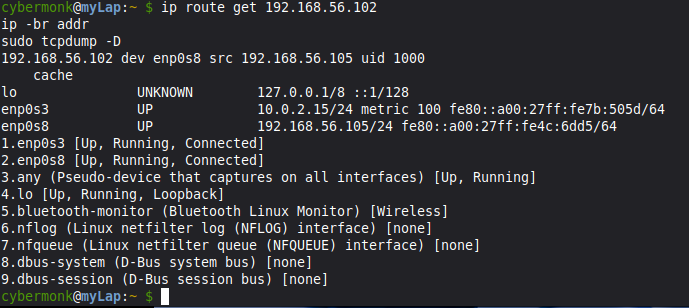 cybermonk@myLap:~ $ ip route get 192.168.56.102
ip -br addr
sudo tcpdump -D
192.168.56.102 dev enp0s8 src 192.168.56.105 uid 1000
    cache
lo               UNKNOWN        127.0.0.1/8 ::1/128
enp0s3           UP             10.0.2.15/24 metric 100 fe80::a00:27ff:fe7b:505d/64
enp0s8           UP             192.168.56.105/24 fe80::a00:27ff:fe4c:6dd5/64
1.enp0s3 [Up, Running, Connected]
2.enp0s8 [Up, Running, Connected]
3.any (Pseudo-device that captures on all interfaces) [Up, Running]
4.lo [Up, Running, Loopback]
5.bluetooth-monitor (Bluetooth Linux Monitor) [Wireless]
6.nflog (Linux netfilter log (NFLOG) interface) [none]
7.nfqueue (Linux netfilter queue (NFQUEUE) interface) [none]
8.dbus-system (D-Bus system bus) [none]
9.dbus-session (D-Bus session bus) [none]
cybermonk@myLap:~ $